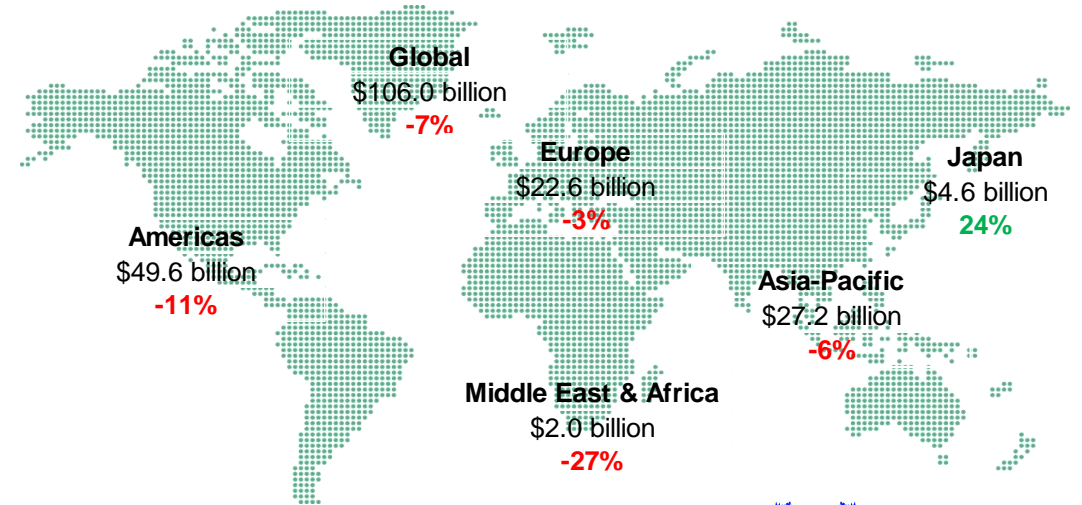 Global
$106.0 billion
-7%
Europe
$22.6 billion
-3%
Japan
$4.6 billion
24%
Americas
$49.6 billion
-11%
Asia-Pacific
$27.2 billion
-6%
Middle East & Africa
$2.0 billion
-27%